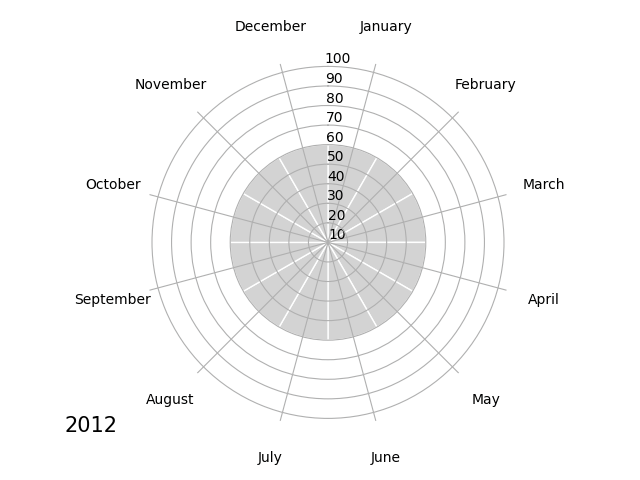 December January
100
November 90 February
80
70
60
October 50 March
40
30
20
10
September April
August May
2012
July June